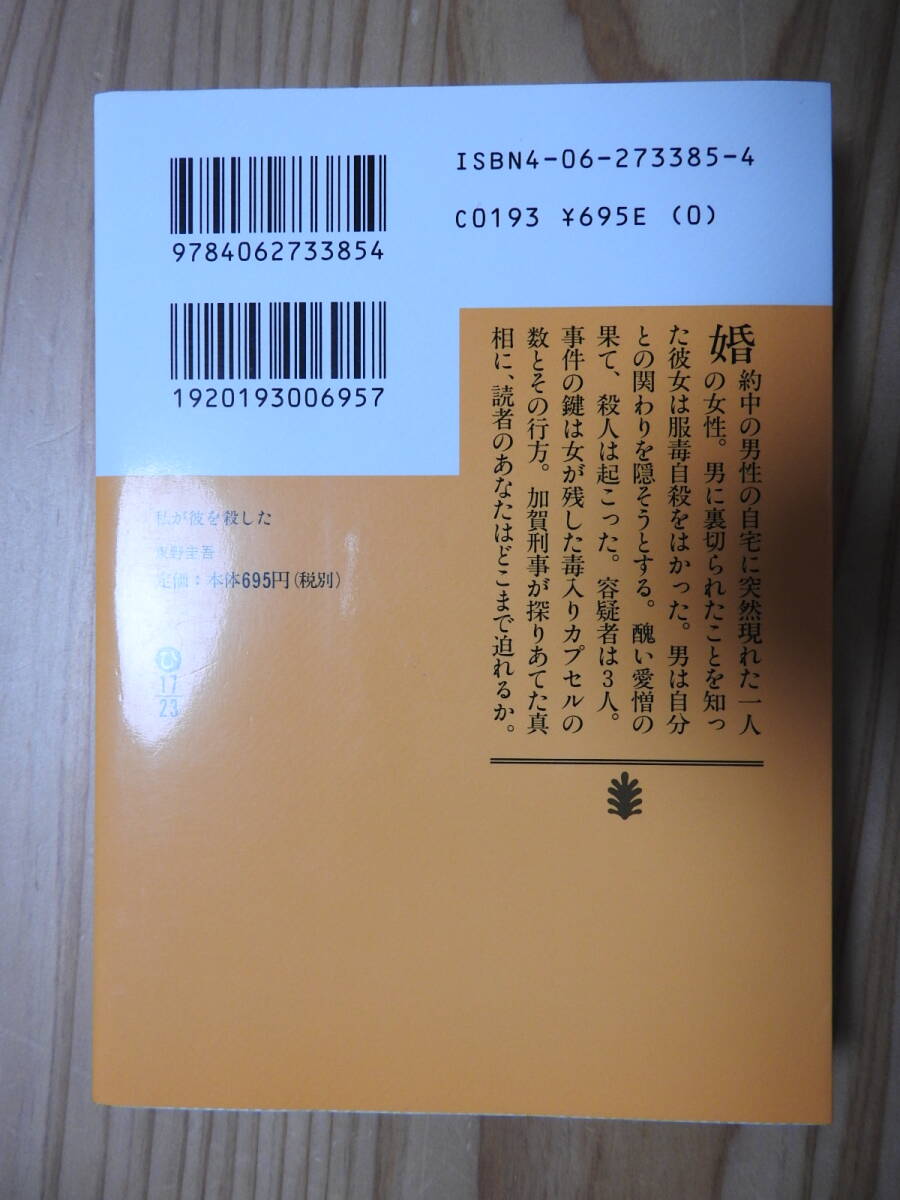 ISBN4-06-273385-4
C0193 ¥695E (0)
9784062733854
1920193006957
婚約中の男性の自宅に突然現れた一人
の女性。男に裏切られたことを知っ
た彼女は服毒自殺をはかった。男は自分
との関わりを隠そうとする。醜い愛憎の
果て、殺人は起こった。容疑者は3人。
事件の鍵は女が残した毒入りカプセルの
数とその行方。加賀刑事が探りあてた真
相に、読者のあなたはどこまで迫れるか。
私が彼を殺した
東野圭吾
定価：本体695円（税別）
ひ
17
23